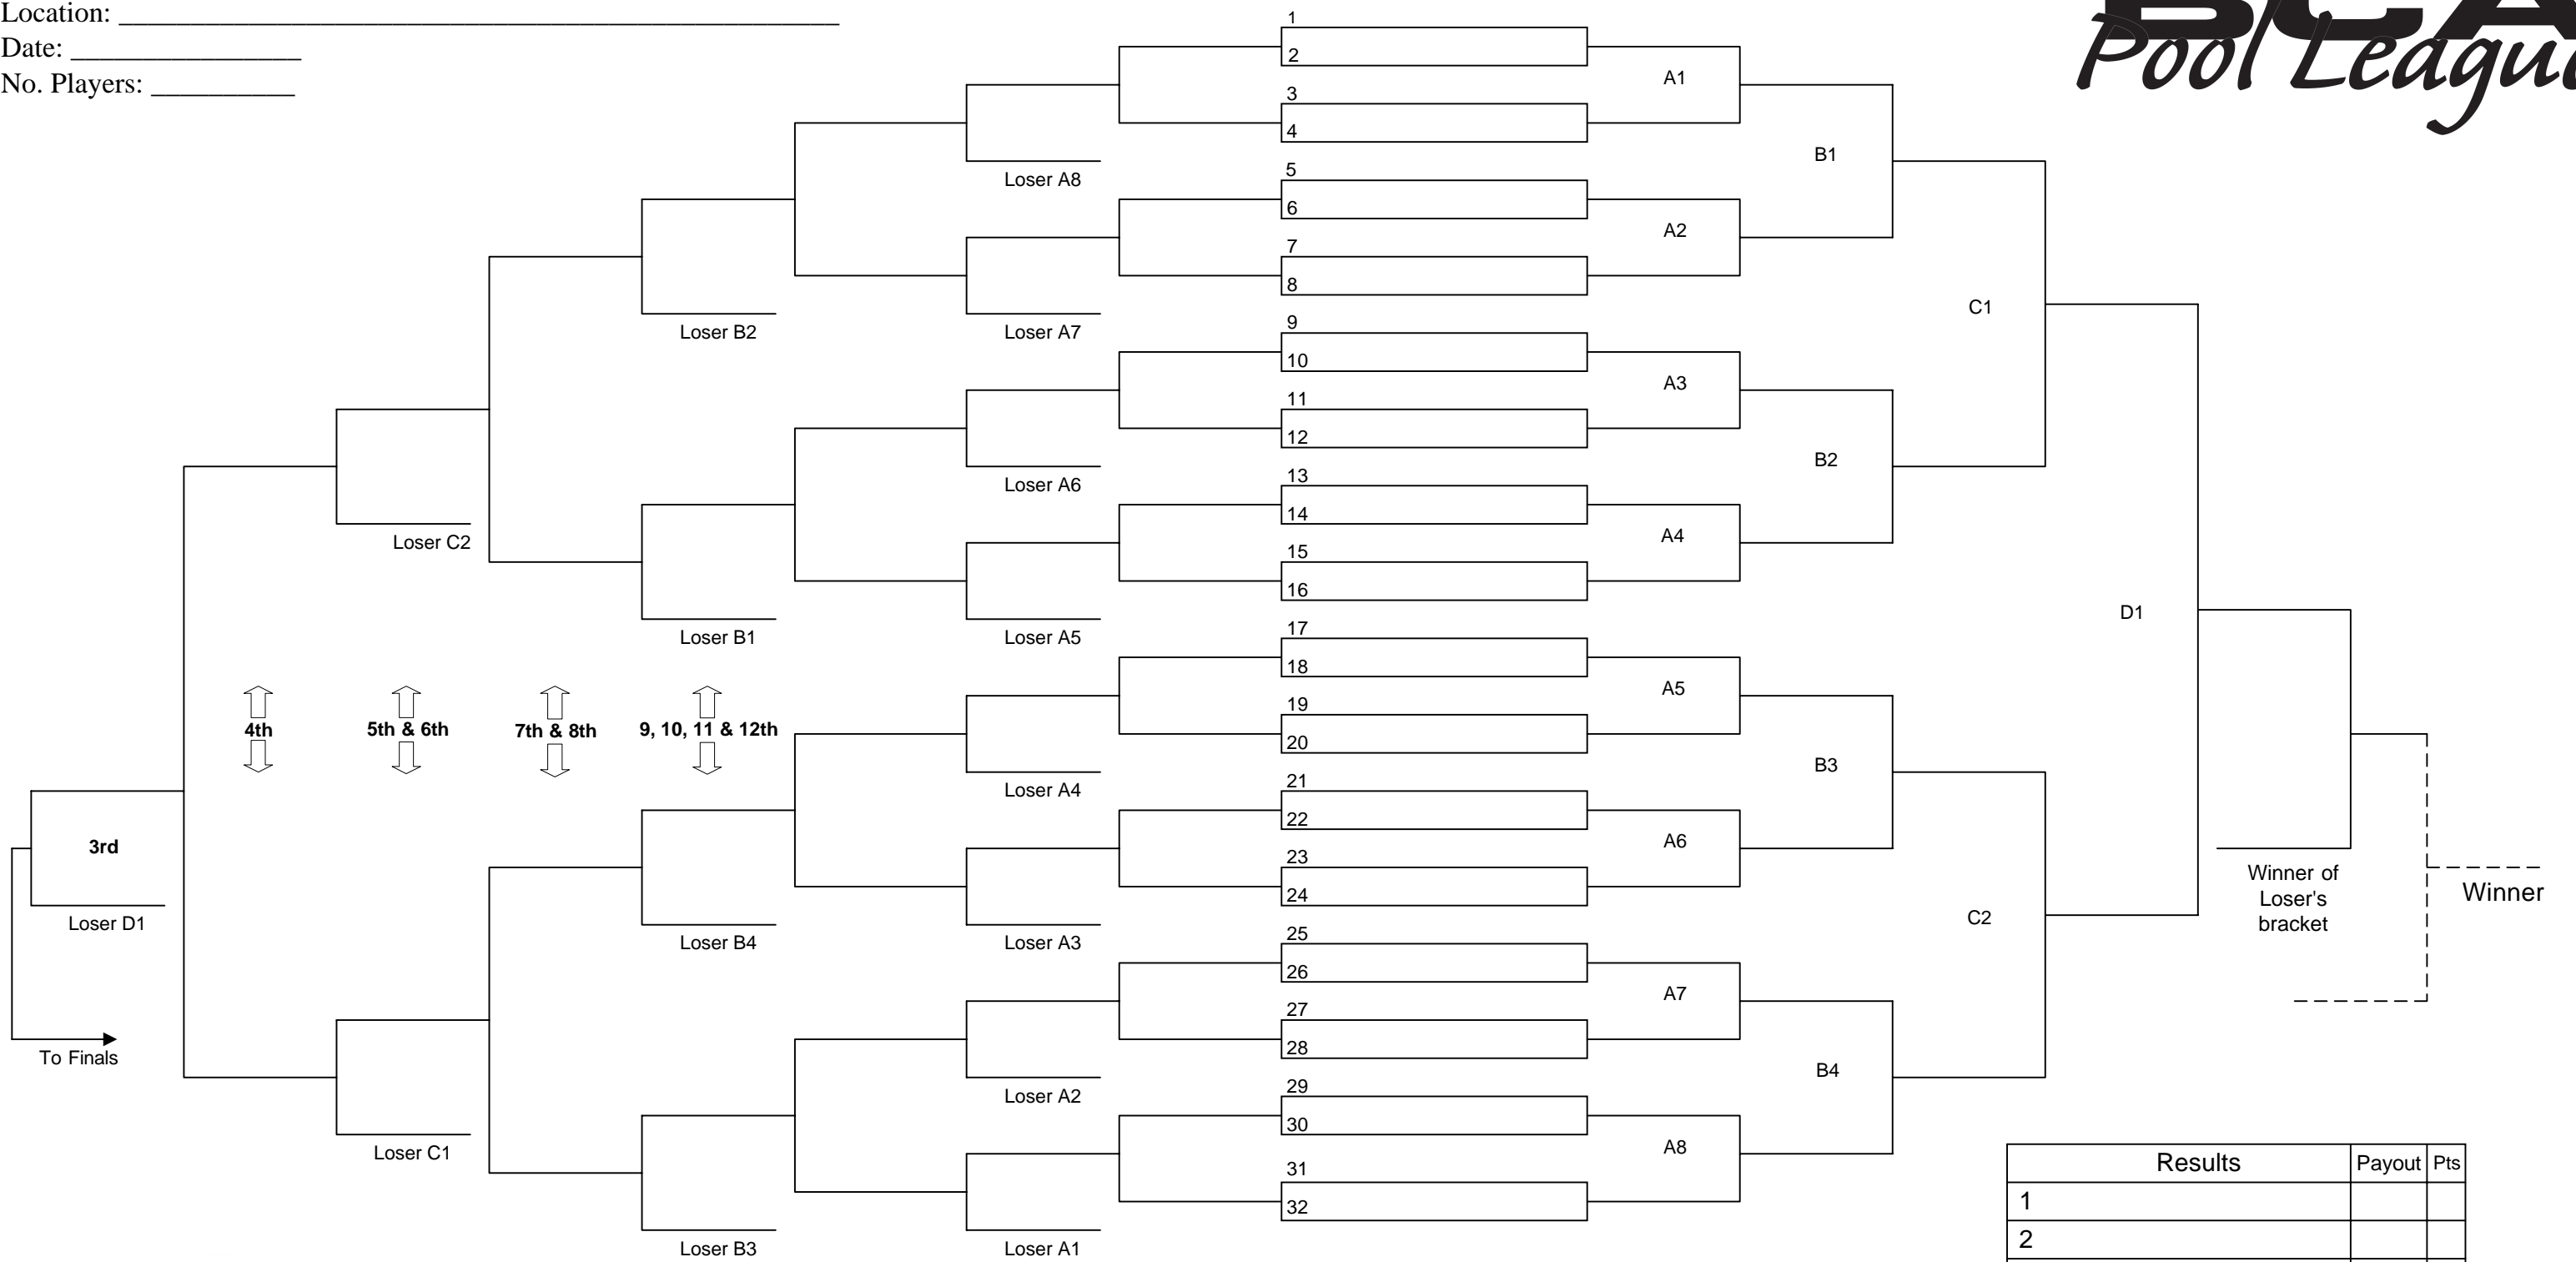 Location: __________________________________________________
Date: ________________
No. Players: __________
BCA
Pool League
1
2
3
4
5
6
7
8
9
10
11
12
13
14
15
16
17
18
19
20
21
22
23
24
25
26
27
28
29
30
31
32
A1
A2
A3
A4
A5
A6
A7
A8
B1
B2
B3
B4
C1
C2
D1
Loser A8
Loser A7
Loser A6
Loser A5
Loser A4
Loser A3
Loser A2
Loser A1
Loser B2
Loser B1
Loser B4
Loser B3
Loser C2
Loser C1
4th
5th & 6th
7th & 8th
9, 10, 11 & 12th
3rd
Loser D1
To Finals
Winner of
Loser's
bracket
Winner
Results Payout Pts
1
2